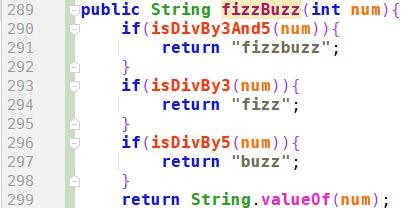 289 public String fizzBuzz(int num){
290     if(isDivBy3And5(num)){
291         return "fizzbuzz";
292     }
293     if(isDivBy3(num)){
294         return "fizz";
295     }
296     if(isDivBy5(num)){
297         return "buzz";
298     }
299     return String.valueOf(num);